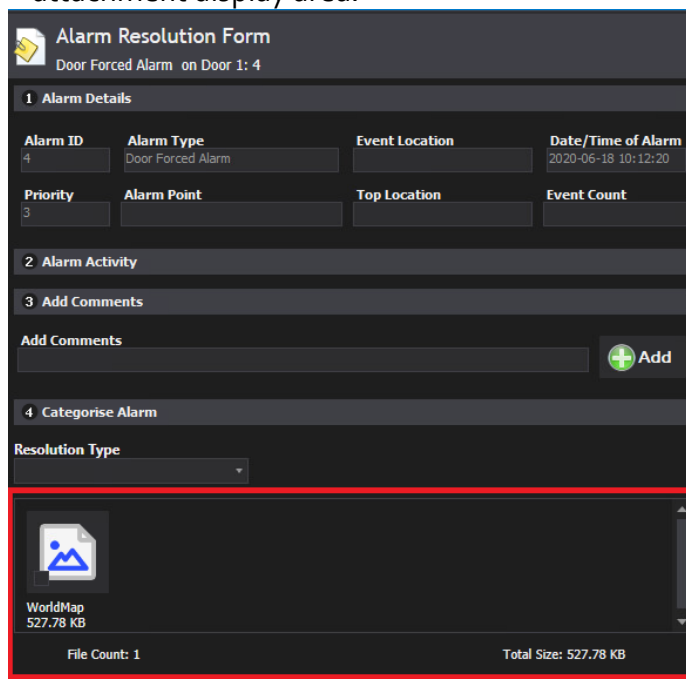 attachment display area.
Alarm Resolution Form
Door Forced Alarm on Door 1: 4
1 Alarm Details
Alarm ID Alarm Type Event Location Date/Time of Alarm
4 Door Forced Alarm 2020-06-18 10:12:20
Priority Alarm Point Top Location Event Count
3
2 Alarm Activity
3 Add Comments
Add Comments
Add
4 Categorise Alarm
Resolution Type
WorldMap
527.78 KB
File Count: 1 Total Size: 527.78 KB